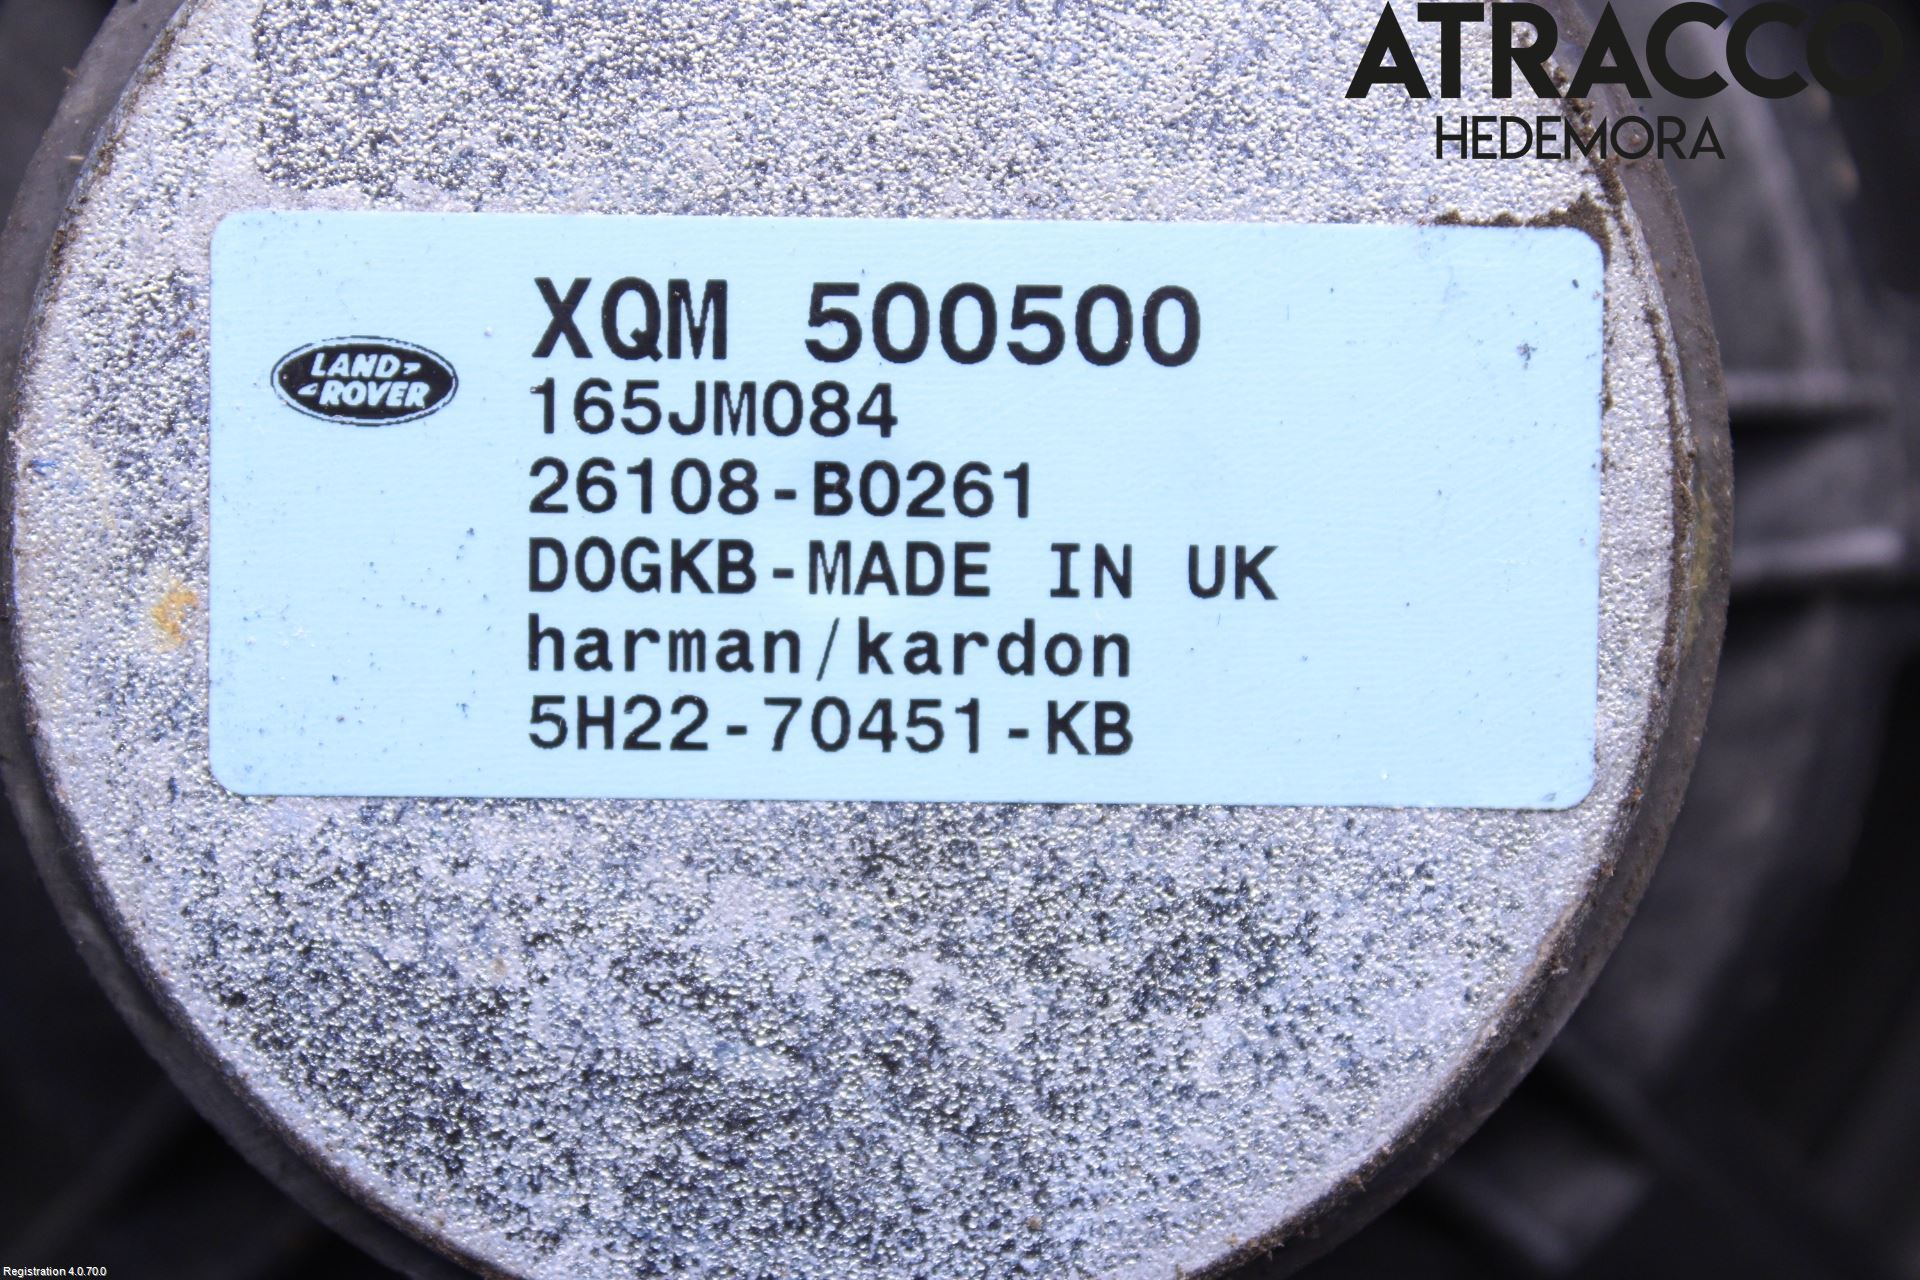 ATRACCO
HEDEMORA
XQM 500500
LAND
ROVER
165JM084
26108-B0261
D0GKB-MADE IN UK
harman/kardon
5H22-70451-KB
Registration 4.0.70.0